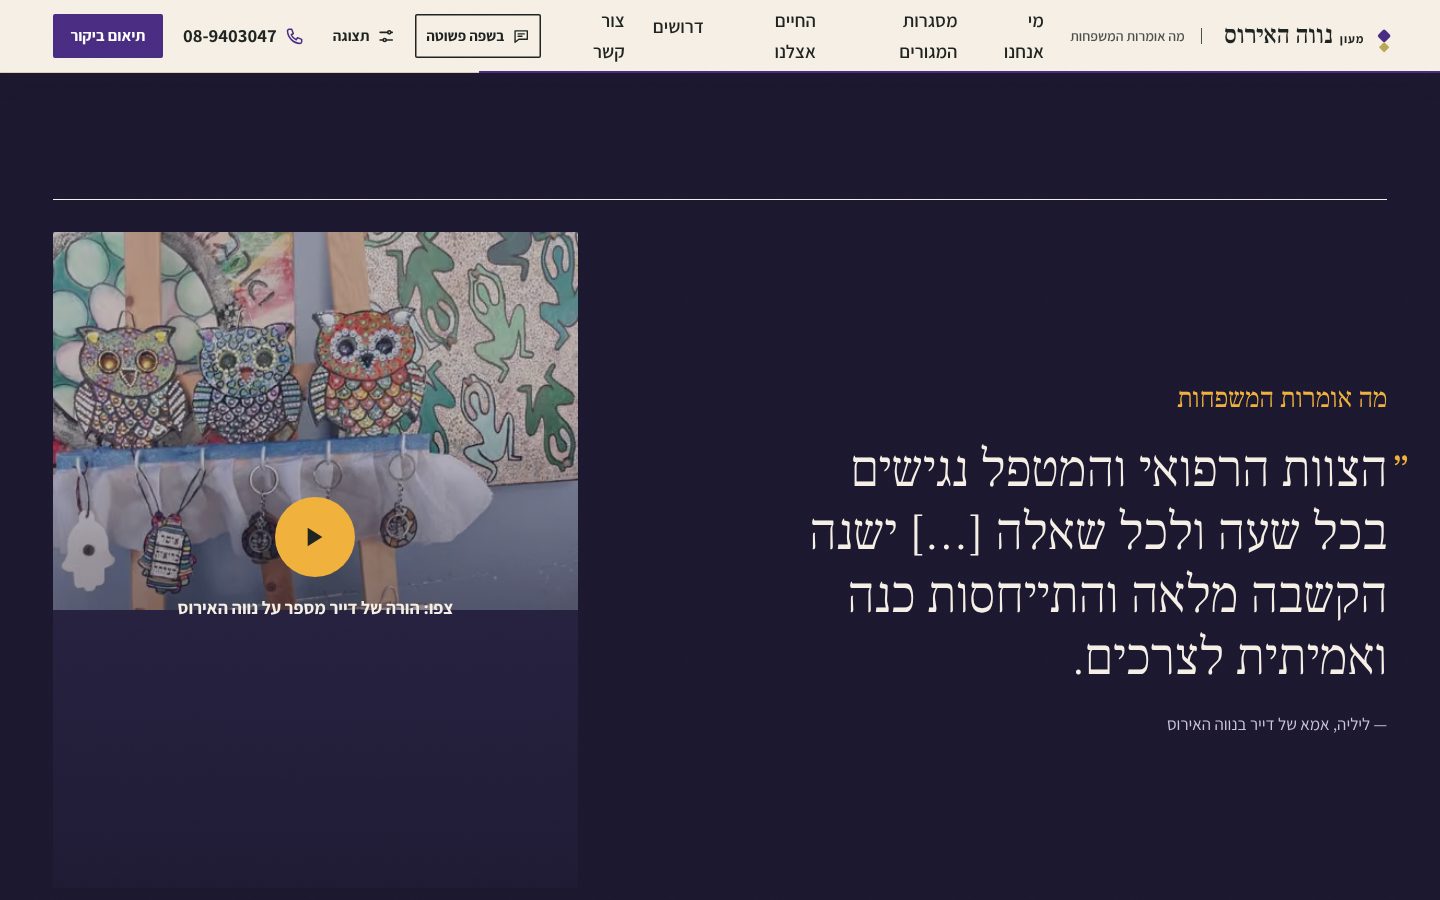 מעון נווה האירוס
מה אומרות המשפחות
מי אנחנו
מסגרות המגורים
החיים אצלנו
דרושים
צור קשר
בשפה פשוטה
תצוגה
08-9403047
תיאום ביקור
מה אומרות המשפחות
”הצוות הרפואי והמטפל נגישים
בכל שעה ולכל שאלה [...] ישנה
הקשבה מלאה והתייחסות כנה
ואמיתית לצרכים.
— ליליה, אמא של דייר בנווה האירוס
צפו: הורה של דייר מספר על נווה האירוס